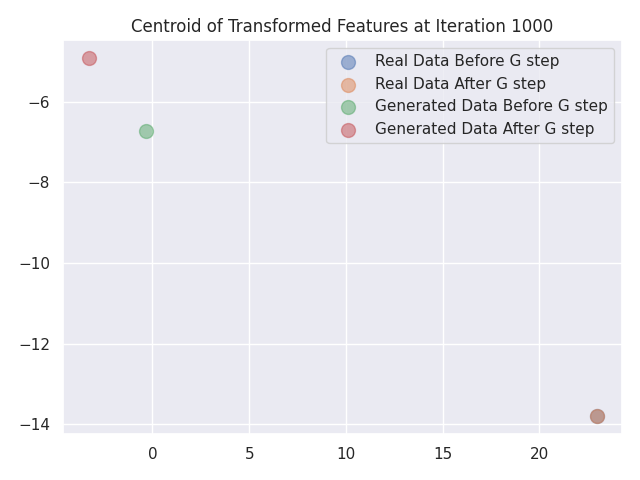 Centroid of Transformed Features at Iteration 1000
Real Data Before G step
Real Data After G step
Generated Data Before G step
Generated Data After G step
−6
−8
−10
−12
−14
0
5
10
15
20